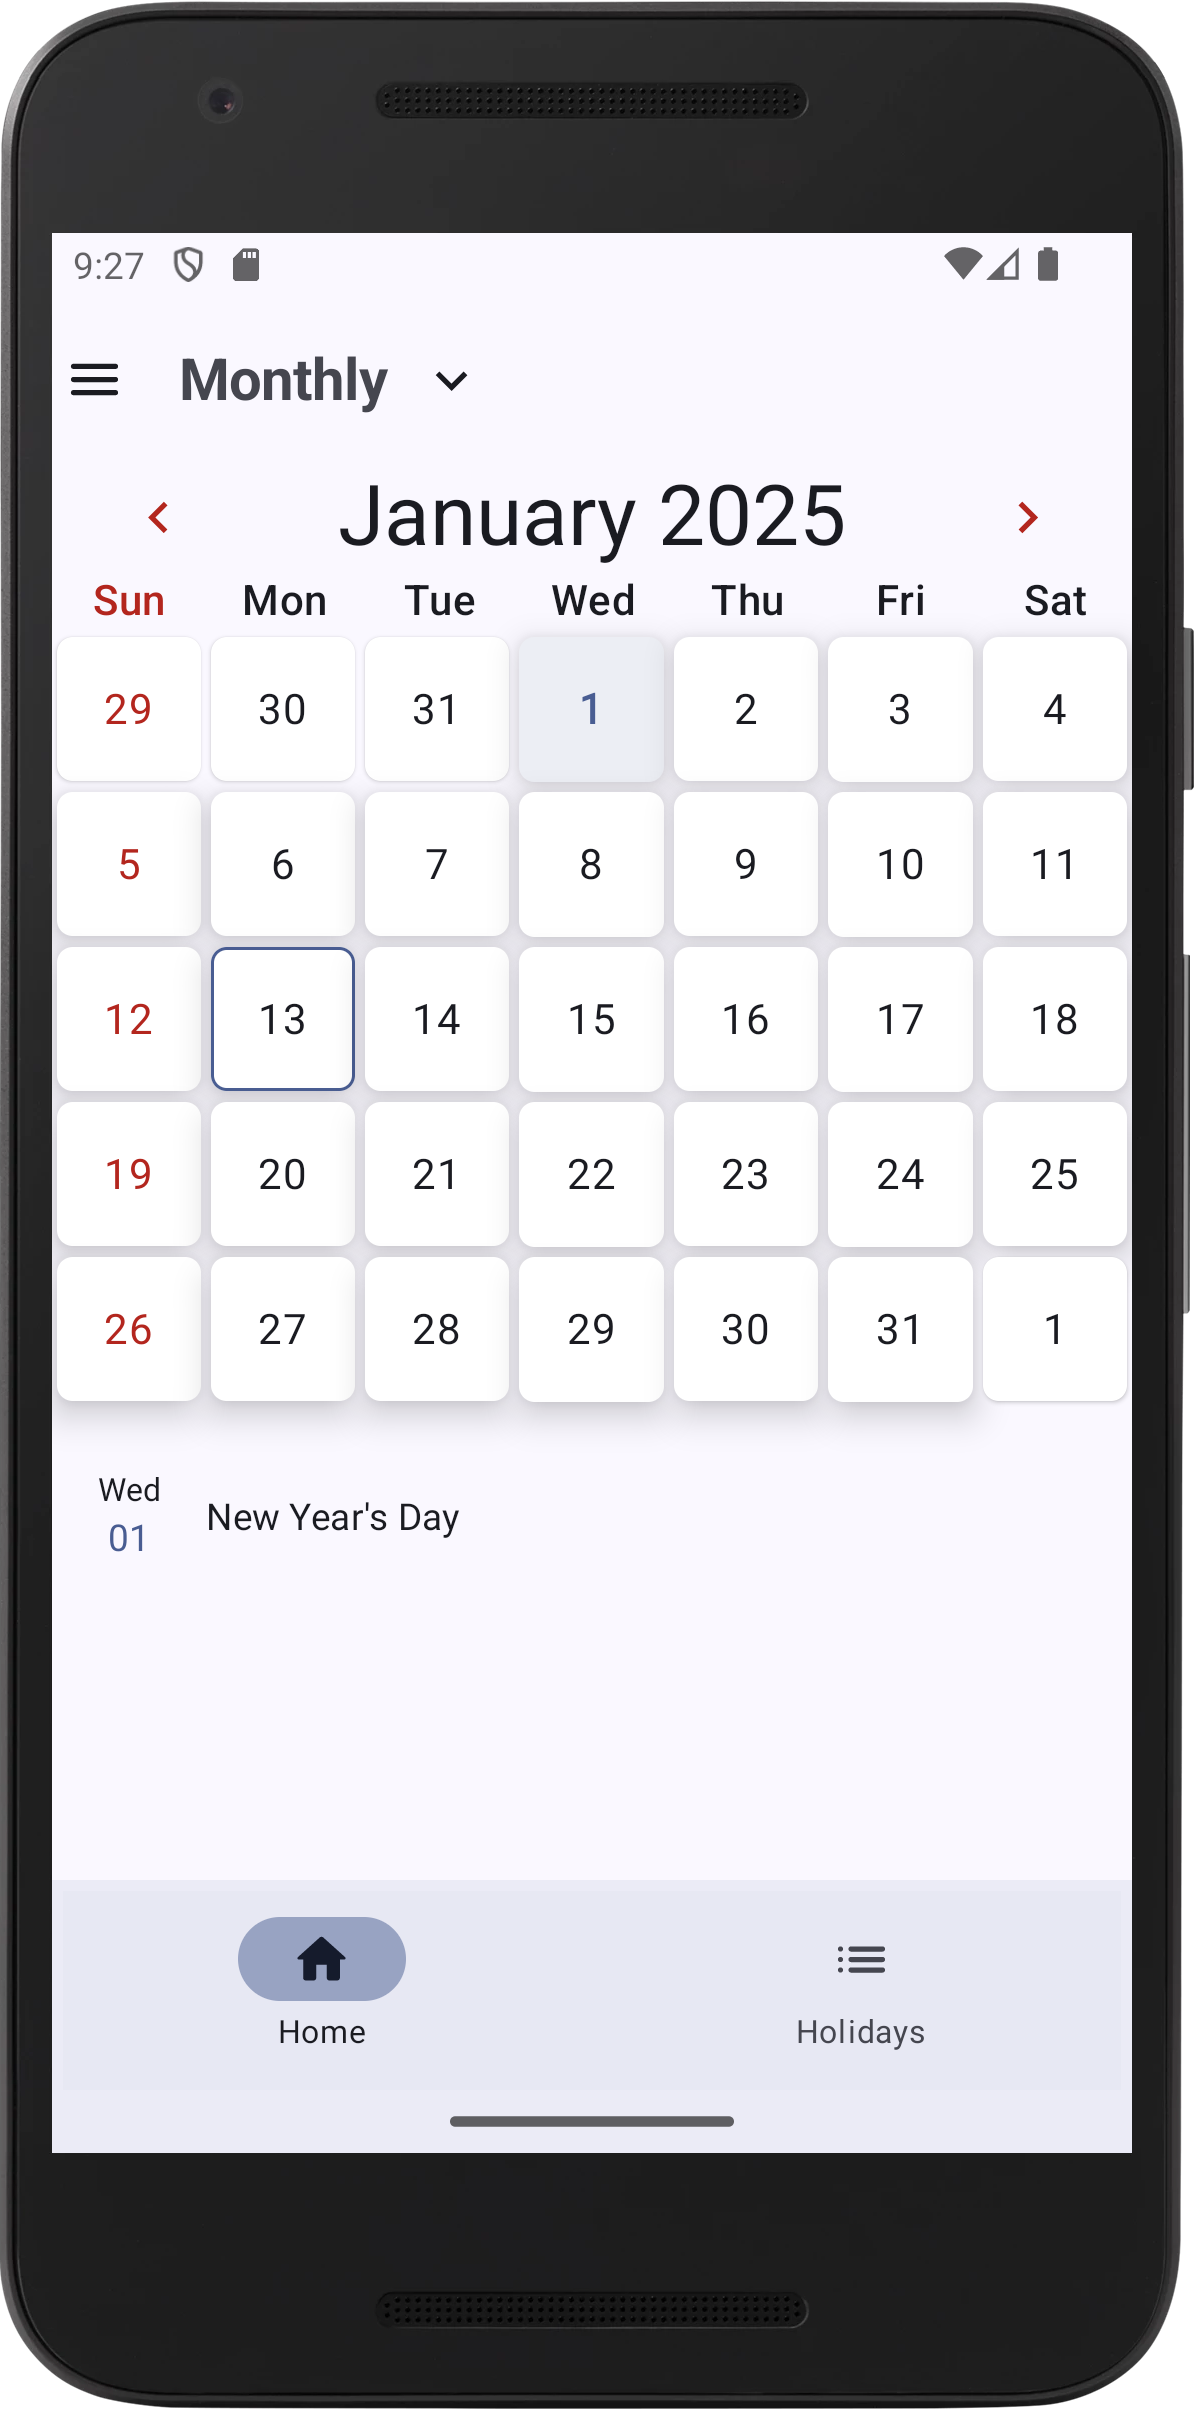 9:27
Monthly
January 2025
Sun Mon Tue Wed Thu Fri Sat
29 30 31 1 2 3 4
5 6 7 8 9 10 11
12 13 14 15 16 17 18
19 20 21 22 23 24 25
26 27 28 29 30 31 1
Wed
01
New Year's Day
Home
Holidays